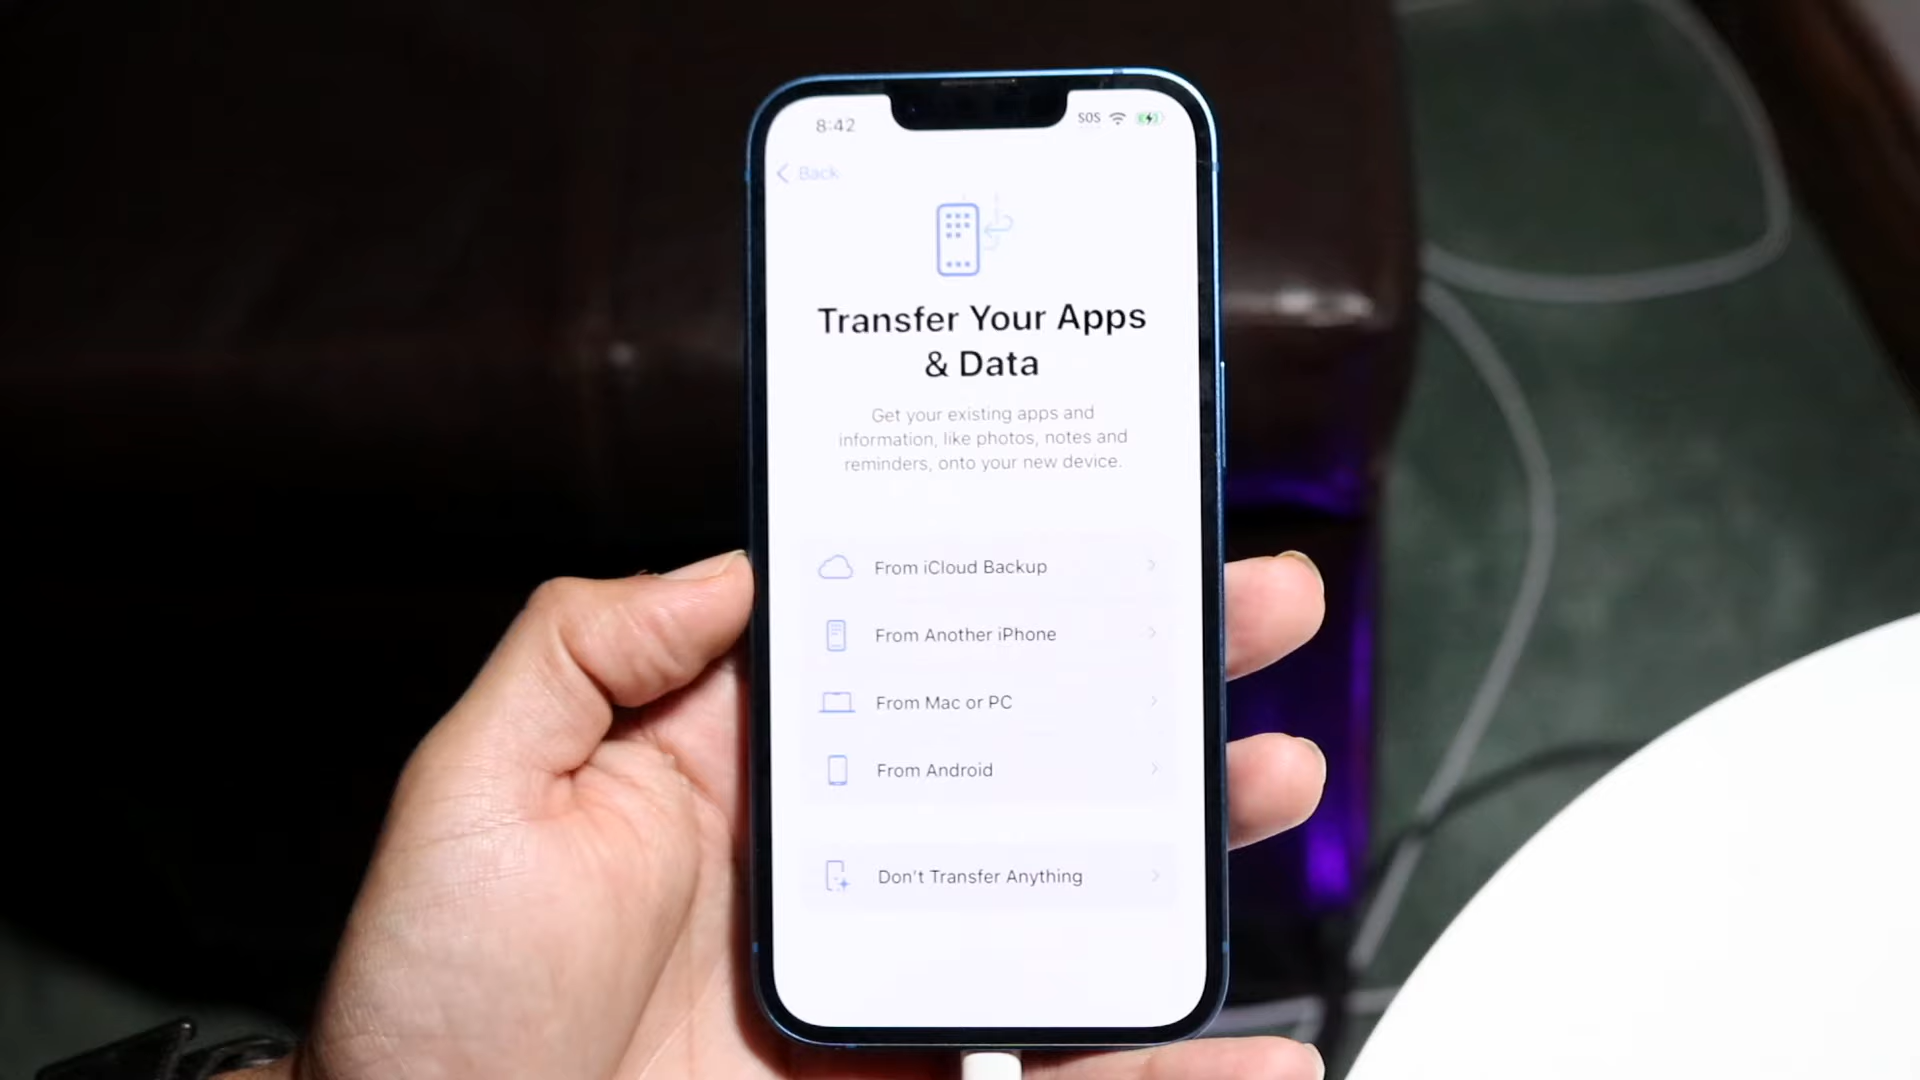 8:42
SOS
Back
Transfer Your Apps
& Data
Get your existing apps and
information, like photos, notes and
reminders, onto your new device.
From iCloud Backup
From Another iPhone
From Mac or PC
From Android
Don't Transfer Anything